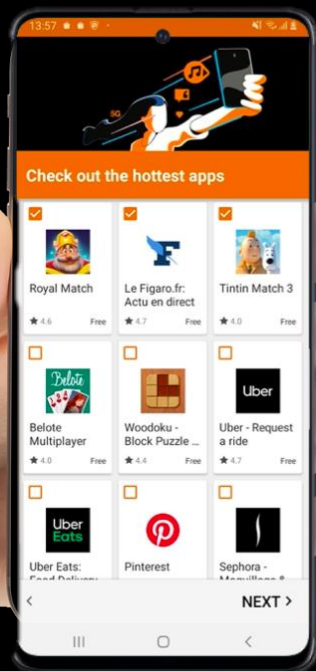 13:57
5G
Check out the hottest apps
Royal Match
Le Figaro.fr:
Actu en direct
Tintin Match 3
★ 4.6 Free
★ 4.7 Free
★ 4.0 Free
Belote
Uber
Belote
Multiplayer
Woodoku -
Block Puzzle ...
Uber - Request
a ride
★ 4.0 Free
★ 4.4 Free
★ 4.7 Free
Uber
Eats
Uber Eats:
Food Delivery
Pinterest
Sephora -
Maquillage &
NEXT >